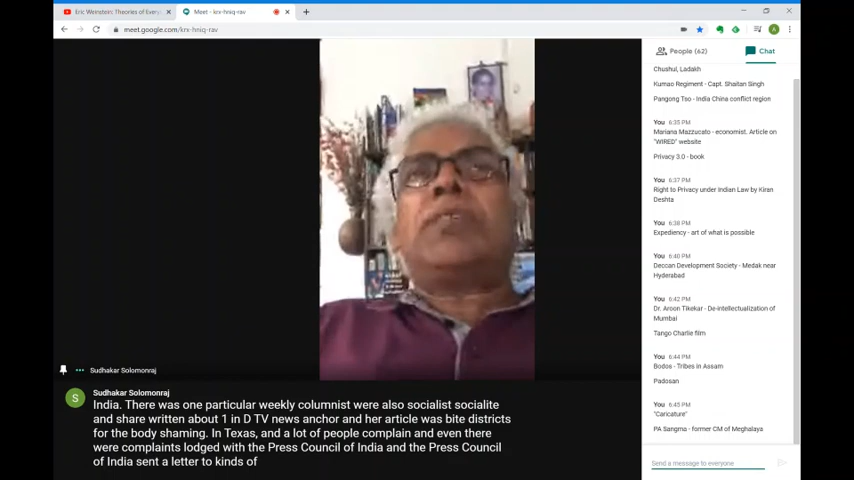 Eric Weinstein: Theories of Every
Meet - krx-hniq-rav
meet.google.com/krx-hniq-rav
People (62)
Chat
Chushul, Ladakh
Kumao Regiment - Capt. Shaitan Singh
Pangong Tso - India China conflict region
You 6:35 PM
Mariana Mazzucato - economist. Article on
"WIRED" website
Privacy 3.0 - book
You 6:37 PM
Right to Privacy under Indian Law by Kiran
Deshta
You 6:38 PM
Expediency - art of what is possible
You 6:40 PM
Deccan Development Society - Medak near
Hyderabad
You 6:42 PM
Dr. Aroon Tikekar - De-intellectualization of
Mumbai
Tango Charlie film
You 6:44 PM
Bodos - Tribes In Assam
Padosan
You 6:45 PM
"Caricature"
PA Sangma - former CM of Meghalaya
Send a message to everyone
Sudhakar Solomonraj
S
Sudhakar Solomonraj
India. There was one particular weekly columnist were also socialist socialite
and share written about 1 in D TV news anchor and her article was bite districts
for the body shaming. In Texas, and a lot of people complain and even there
were complaints lodged with the Press Council of India and the Press Council
of India sent a letter to kinds of